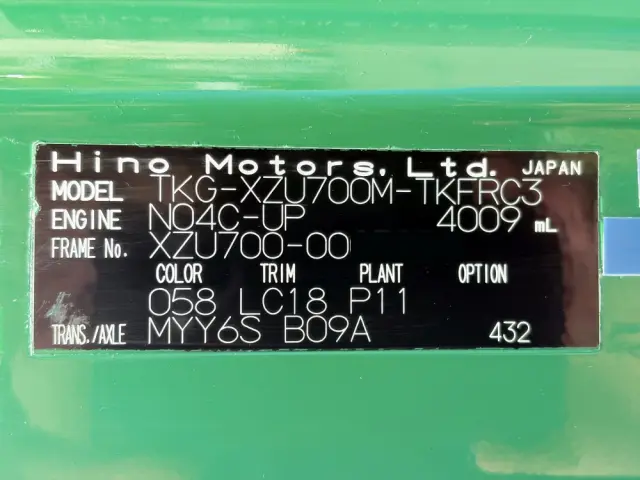 Hino Motors, Ltd. JAPAN
MODEL TKG-XZU700M-TKFRC3
ENGINE N04C-UP 4009 mL
FRAME No. XZU700-00
COLOR TRIM PLANT OPTION
058 LC18 P11
TRANS./AXLE MYY6S B09A 432